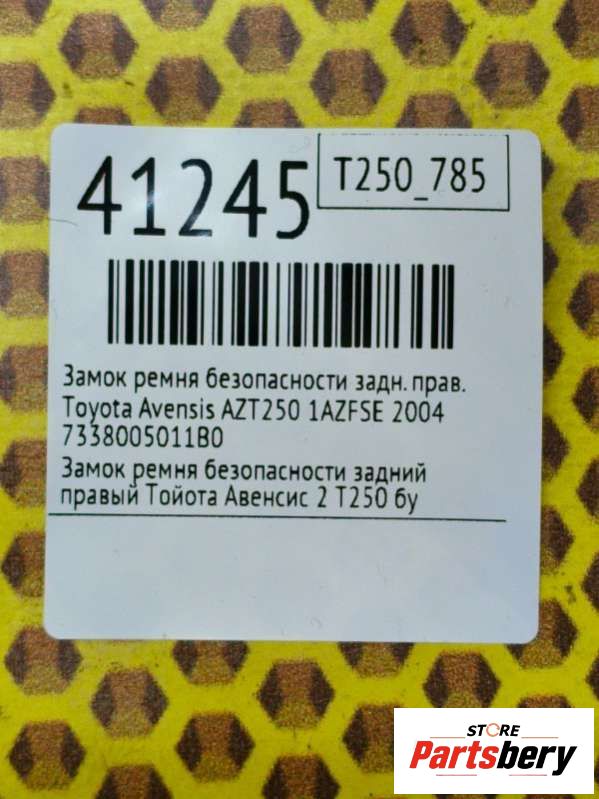 41245
T250_785
Замок ремня безопасности задн. прав.
Toyota Avensis AZT250 1AZFSE 2004
7338005011B0
Замок ремня безопасности задний
правый Тойота Авенсис 2 Т250 бу
STORE
Partsbery